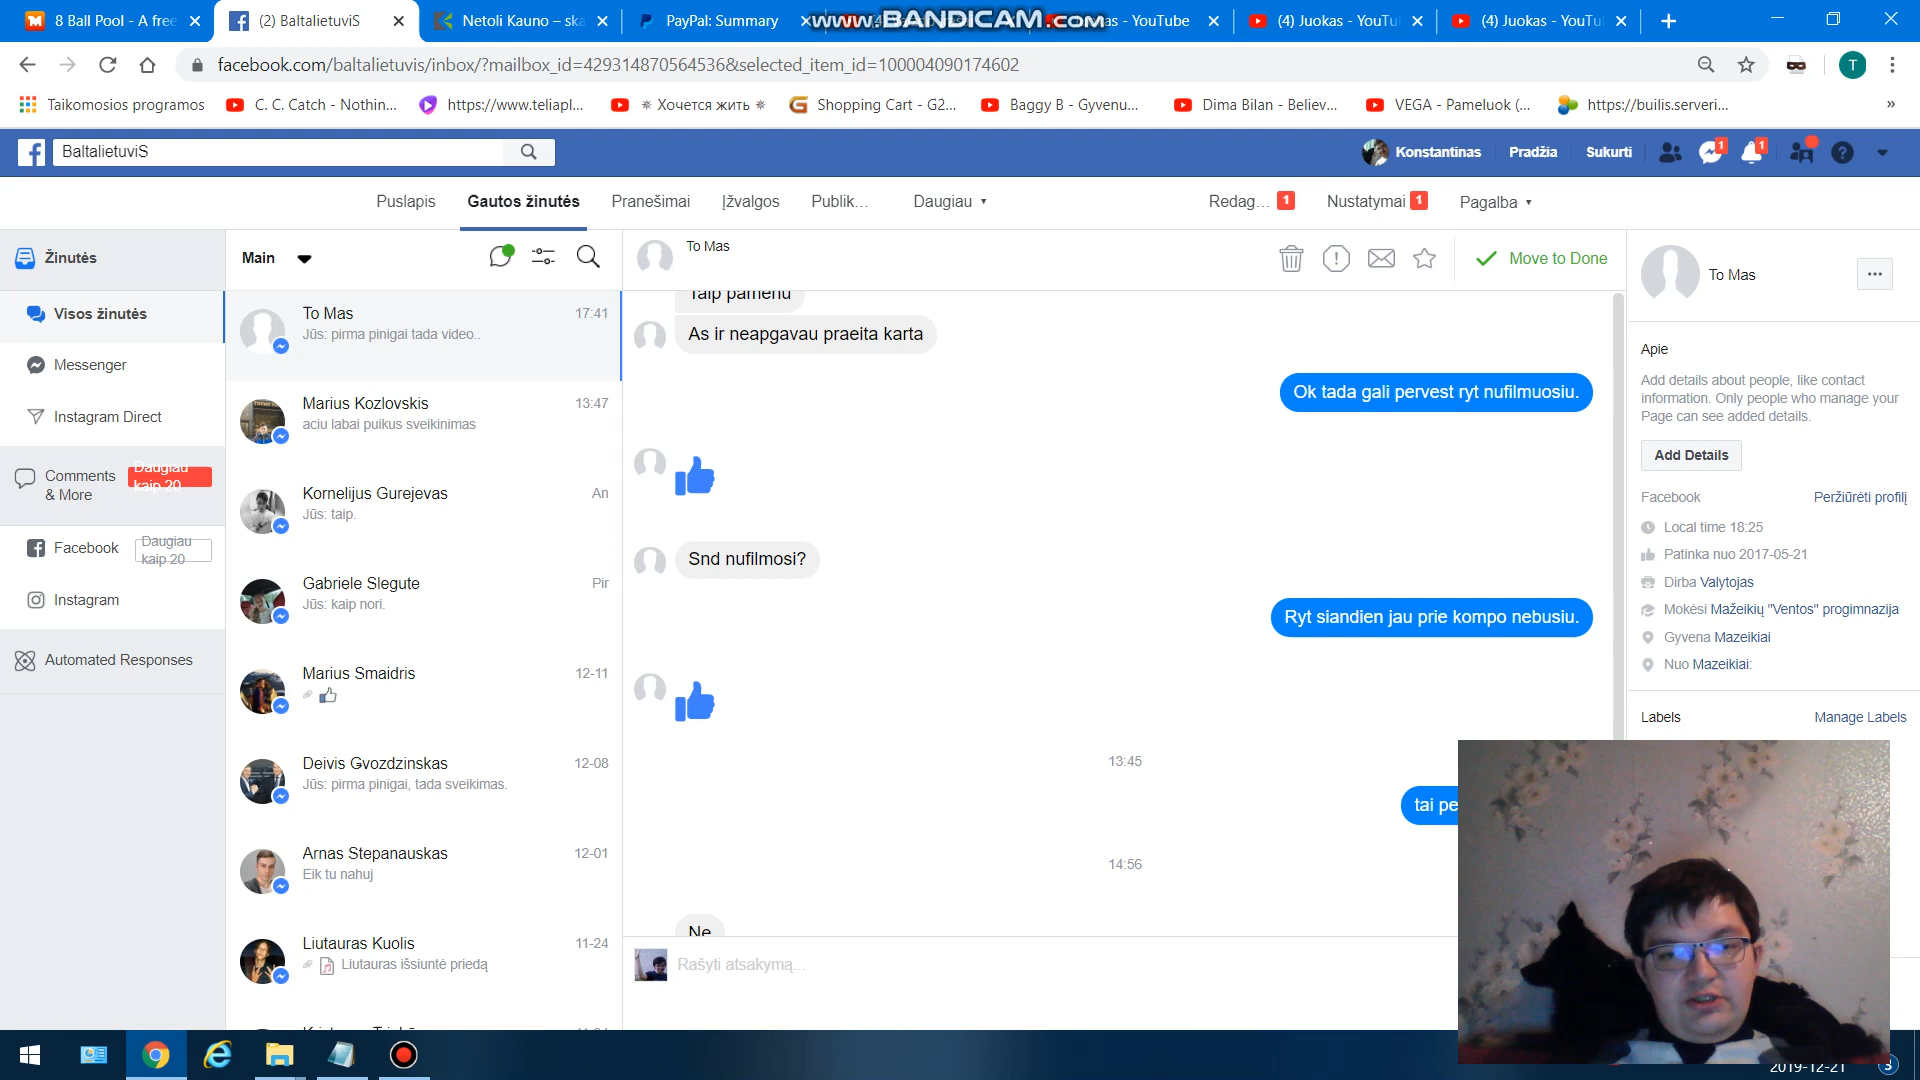 8 Ball Pool - A free
(2) BaltalietuviS
Netoli Kauno – ska
PayPal: Summary
www.BANDICAM.com
- YouTube
(4) Juokas - YouTu
(4) Juokas - YouTu
facebook.com/baltalietuvis/inbox/?mailbox_id=429314870564536&selected_item_id=100004090174602
T
Taikomosios programos
C. C. Catch - Nothin...
https://www.teliapl...
✵ Хочется жить ✵
Shopping Cart - G2...
Baggy B - Gyvenu...
Dima Bilan - Believ...
VEGA - Pameluok (...
https://builis.serveri...
»
BaltalietuviS
Konstantinas
Pradžia
Sukurti
1
1
Puslapis
Gautos žinutės
Pranešimai
Įžvalgos
Publik...
Daugiau
Redag... 1
Nustatymai 1
Pagalba
Žinutės
Visos žinutės
Messenger
Instagram Direct
Comments
& More
Daugiau
kaip 20
Facebook
Daugiau
kaip 20
Instagram
Automated Responses
Main
To Mas
17:41
Jūs: pirma pinigai tada video..
Marius Kozlovskis
13:47
aciu labai puikus sveikinimas
Kornelijus Gurejevas
An
Jūs: taip.
Gabriele Slegute
Pir
Jūs: kaip nori.
Marius Smaidris
12-11
Deivis Gvozdzinskas
12-08
Jūs: pirma pinigai, tada sveikimas.
Arnas Stepanauskas
12-01
Eik tu nahuj
Liutauras Kuolis
11-24
Liutauras išsiuntė priedą
To Mas
Move to Done
Taip pamenu
As ir neapgavau praeita karta
Ok tada gali pervest ryt nufilmuosiu.
Snd nufilmosi?
Ryt siandien jau prie kompo nebusiu.
13:45
tai pe
14:56
Ne
Rašyti atsakymą...
To Mas
...
Apie
Add details about people, like contact
information. Only people who manage your
Page can see added details.
Add Details
Facebook
Peržiūrėti profilį
Local time 18:25
Patinka nuo 2017-05-21
Dirba Valytojas
Mokėsi Mažeikių "Ventos" progimnazija
Gyvena Mazeikiai
Nuo Mazeikiai:
Labels
Manage Labels
2019-12-21
3